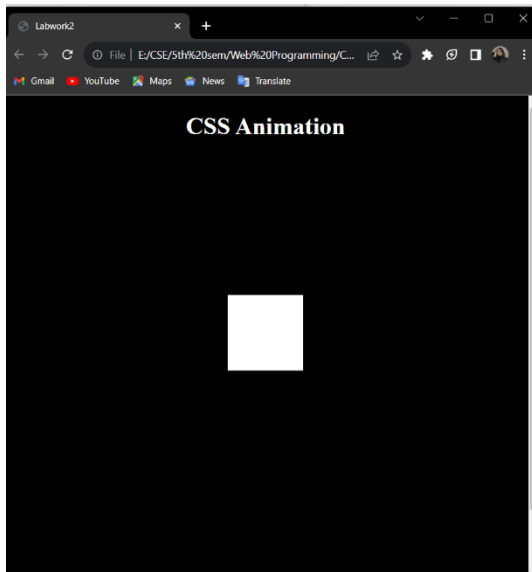 Labwork2
File E:/CSE/5th%20sem/Web%20Programming/C...
Gmail YouTube Maps News Translate
CSS Animation